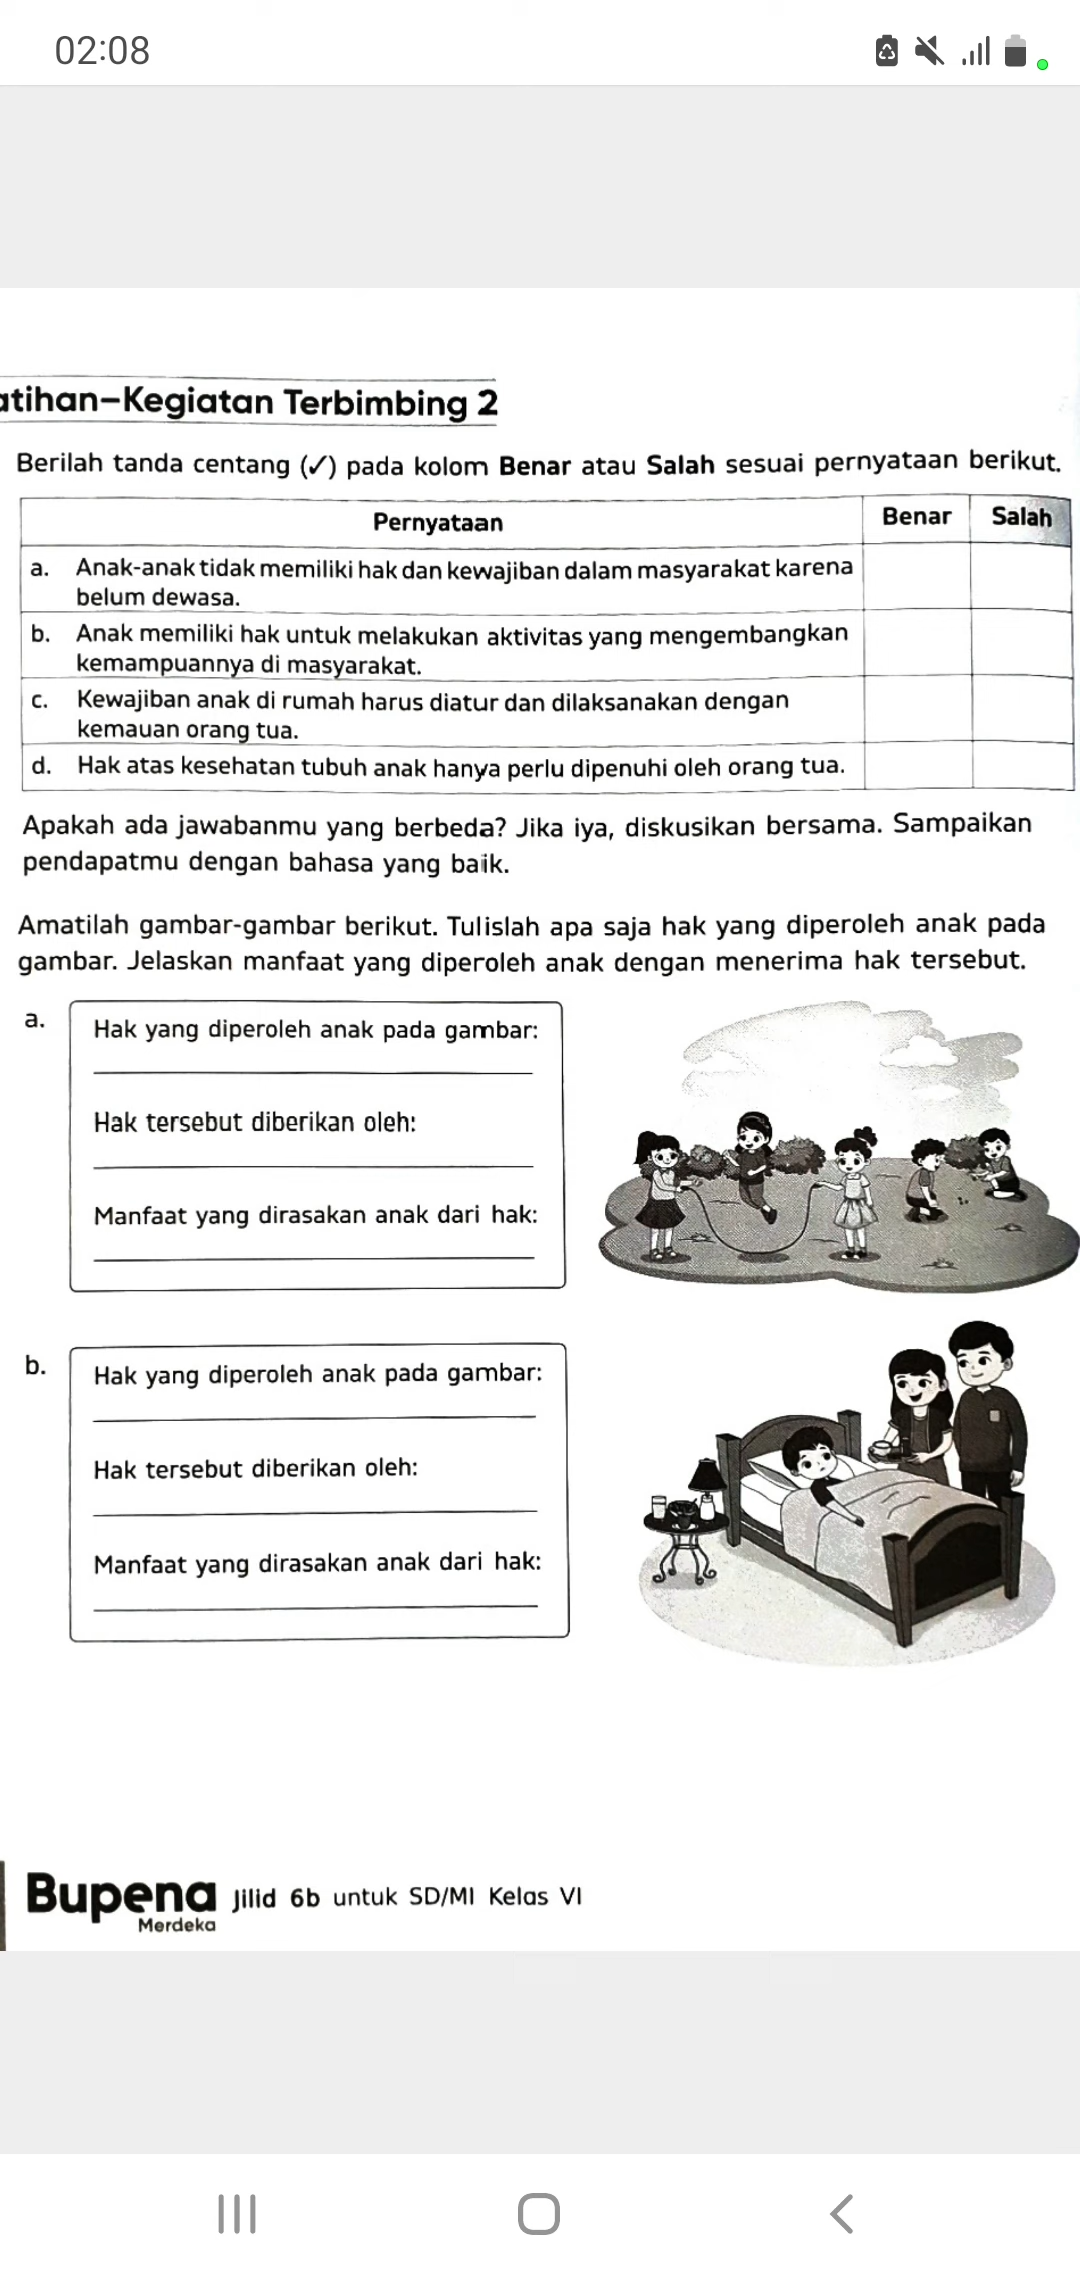 02:08
atihan–Kegiatan Terbimbing 2
Berilah tanda centang (✓) pada kolom Benar atau Salah sesuai pernyataan berikut.
Pernyataan
Benar
Salah
a. Anak-anak tidak memiliki hak dan kewajiban dalam masyarakat karena
belum dewasa.
b. Anak memiliki hak untuk melakukan aktivitas yang mengembangkan
kemampuannya di masyarakat.
c. Kewajiban anak di rumah harus diatur dan dilaksanakan dengan
kemauan orang tua.
d. Hak atas kesehatan tubuh anak hanya perlu dipenuhi oleh orang tua.
Apakah ada jawabanmu yang berbeda? Jika iya, diskusikan bersama. Sampaikan
pendapatmu dengan bahasa yang baik.
Amatilah gambar-gambar berikut. Tulislah apa saja hak yang diperoleh anak pada
gambar. Jelaskan manfaat yang diperoleh anak dengan menerima hak tersebut.
a.
Hak yang diperoleh anak pada gambar:
Hak tersebut diberikan oleh:
Manfaat yang dirasakan anak dari hak:
b.
Hak yang diperoleh anak pada gambar:
Hak tersebut diberikan oleh:
Manfaat yang dirasakan anak dari hak:
Bupena Jilid 6b untuk SD/MI Kelas VI
Merdeka